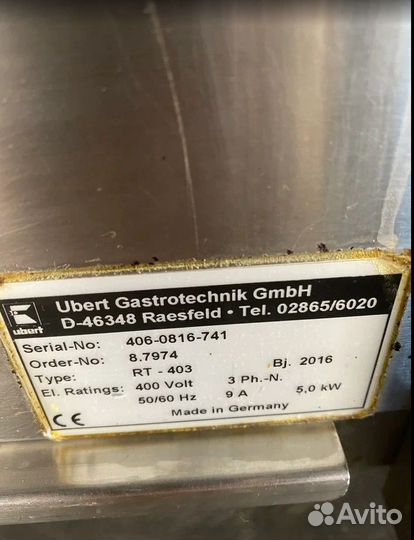 Ubert Gastrotechnik GmbH
D-46348 Raesfeld • Tel. 02865/6020
ubert
Serial-No: 406-0816-741
Order-No: 8.7974
Type: RT - 403 Bj. 2016
El. Ratings: 400 Volt 3 Ph.-N.
50/60 Hz 9 A 5,0 kW
CE Made in Germany
Avito